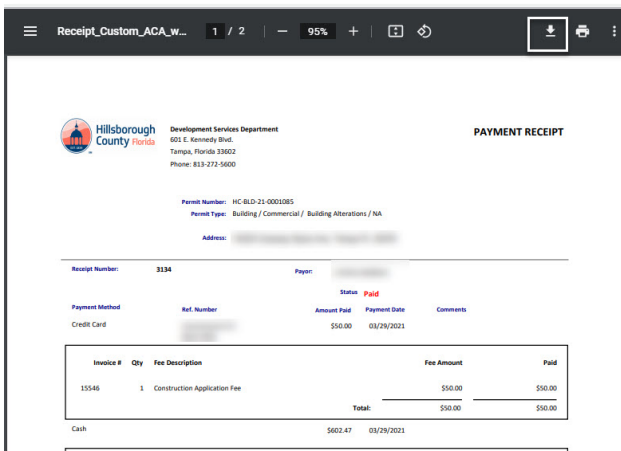 Receipt_Custom_ACA_w... 1 / 2 95%
Hillsborough
County Florida
Development Services Department
601 E. Kennedy Blvd.
Tampa, Florida 33602
Phone: 813-272-5600
PAYMENT RECEIPT
Permit Number: HC-BLD-21-0001085
Permit Type: Building / Commercial / Building Alterations / NA
Address:
Receipt Number: 3134 Payor:
Status Paid
Payment Method Ref. Number Amount Paid Payment Date Comments
Credit Card $50.00 03/29/2021
Invoice # Qty Fee Description Fee Amount Paid
15546 1 Construction Application Fee $50.00 $50.00
Total: $50.00 $50.00
Cash $602.47 03/29/2021